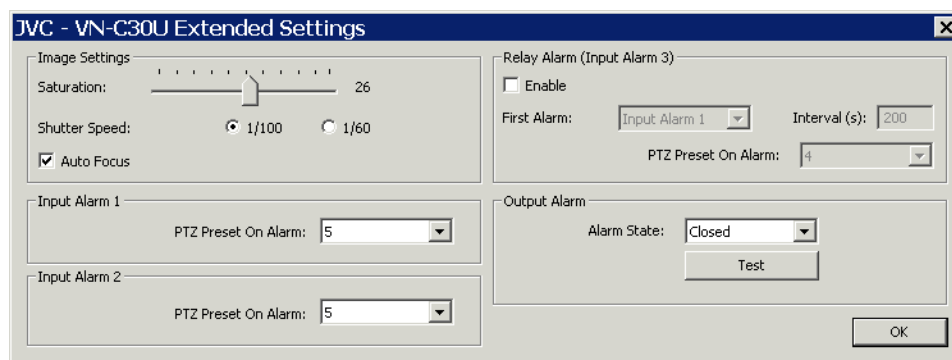 JVC - VN-C30U Extended Settings
Image Settings
Saturation: 26
Shutter Speed: 1/100 1/60
Auto Focus
Input Alarm 1
PTZ Preset On Alarm: 5
Input Alarm 2
PTZ Preset On Alarm: 5
Relay Alarm (Input Alarm 3)
Enable
First Alarm: Input Alarm 1 Interval (s): 200
PTZ Preset On Alarm: 4
Output Alarm
Alarm State: Closed
Test
OK